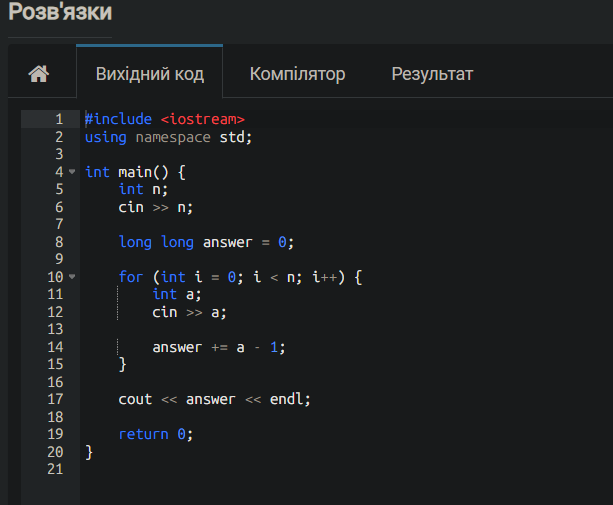 Розв'язки
Вихідний код Компілятор Результат
1 #include <iostream>
2 using namespace std;
3
4 int main() {
5     int n;
6     cin >> n;
7
8     long long answer = 0;
9
10     for (int i = 0; i < n; i++) {
11         int a;
12         cin >> a;
13
14         answer += a - 1;
15     }
16
17     cout << answer << endl;
18
19     return 0;
20 }
21